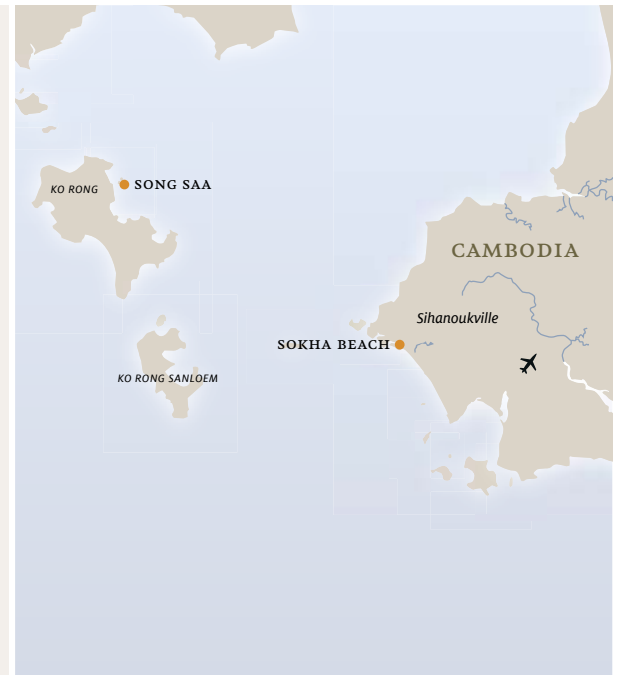 KO RONG
SONG SAA
CAMBODIA
Sihanoukville
SOKHA BEACH
KO RONG SANLOEM